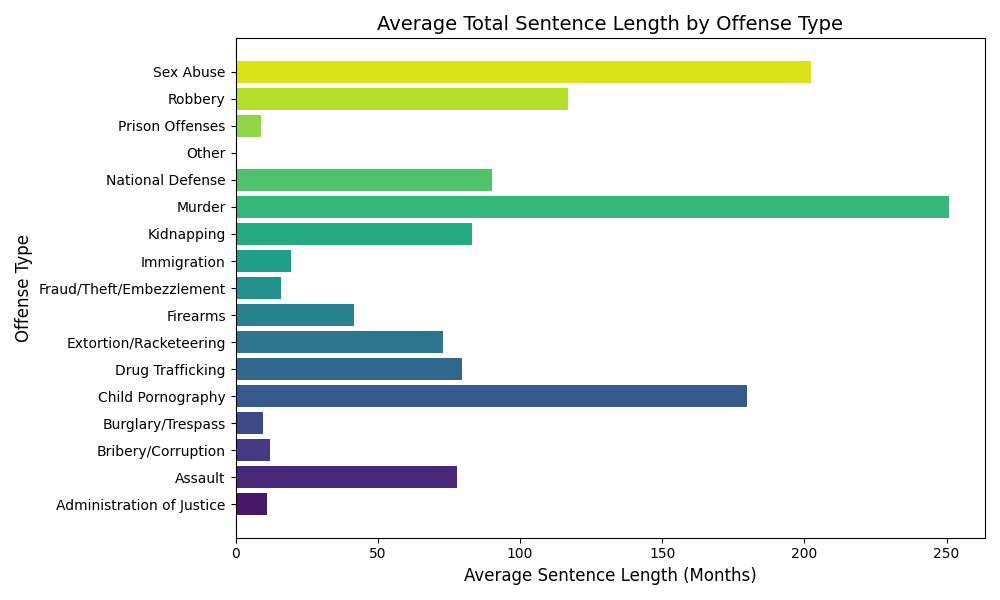 Average Total Sentence Length by Offense Type
Offense Type
Sex Abuse
Robbery
Prison Offenses
Other
National Defense
Murder
Kidnapping
Immigration
Fraud/Theft/Embezzlement
Firearms
Extortion/Racketeering
Drug Trafficking
Child Pornography
Burglary/Trespass
Bribery/Corruption
Assault
Administration of Justice
0 50 100 150 200 250
Average Sentence Length (Months)